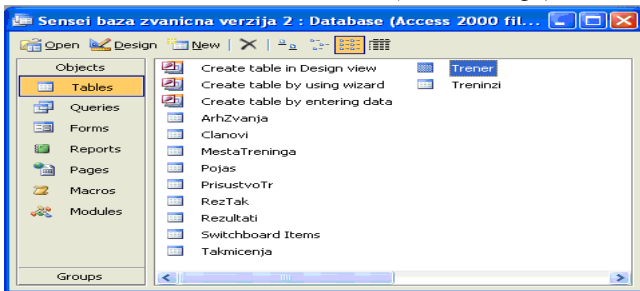 Sensei baza zvanicna verzija 2 : Database (Access 2000 fil...
Open Design New
Objects
Tables
Queries
Forms
Reports
Pages
Macros
Modules
Groups
Create table in Design view
Create table by using wizard
Create table by entering data
ArhZvanja
Clanovi
MestaTreninga
Pojas
PrisustvoTr
RezTak
Rezultati
Switchboard Items
Takmicenja
Trener
Treninzi